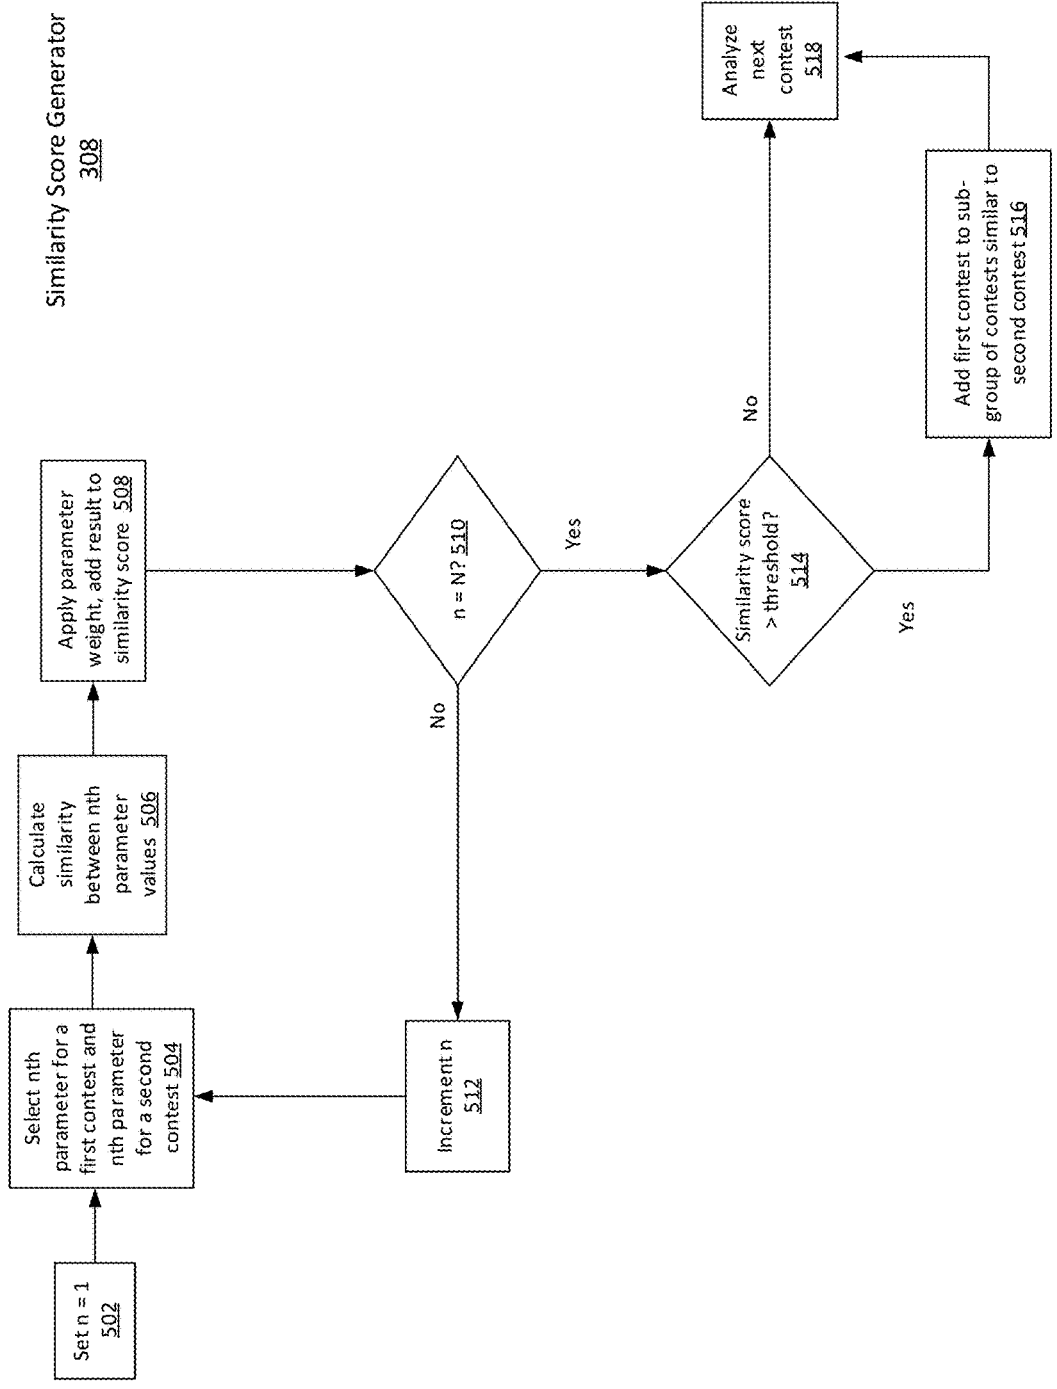 Similarity Score Generator
308
Set n = 1
502
Select nth
parameter for a
first contest and
nth parameter
for a second
contest 504
Calculate
similarity
between nth
parameter
values 506
Apply parameter
weight, add result to
similarity score 508
n = N? 510
No
Yes
Increment n
512
Similarity score
> threshold?
514
No
Yes
Add first contest to sub-
group of contests similar to
second contest 516
Analyze
next
contest
518